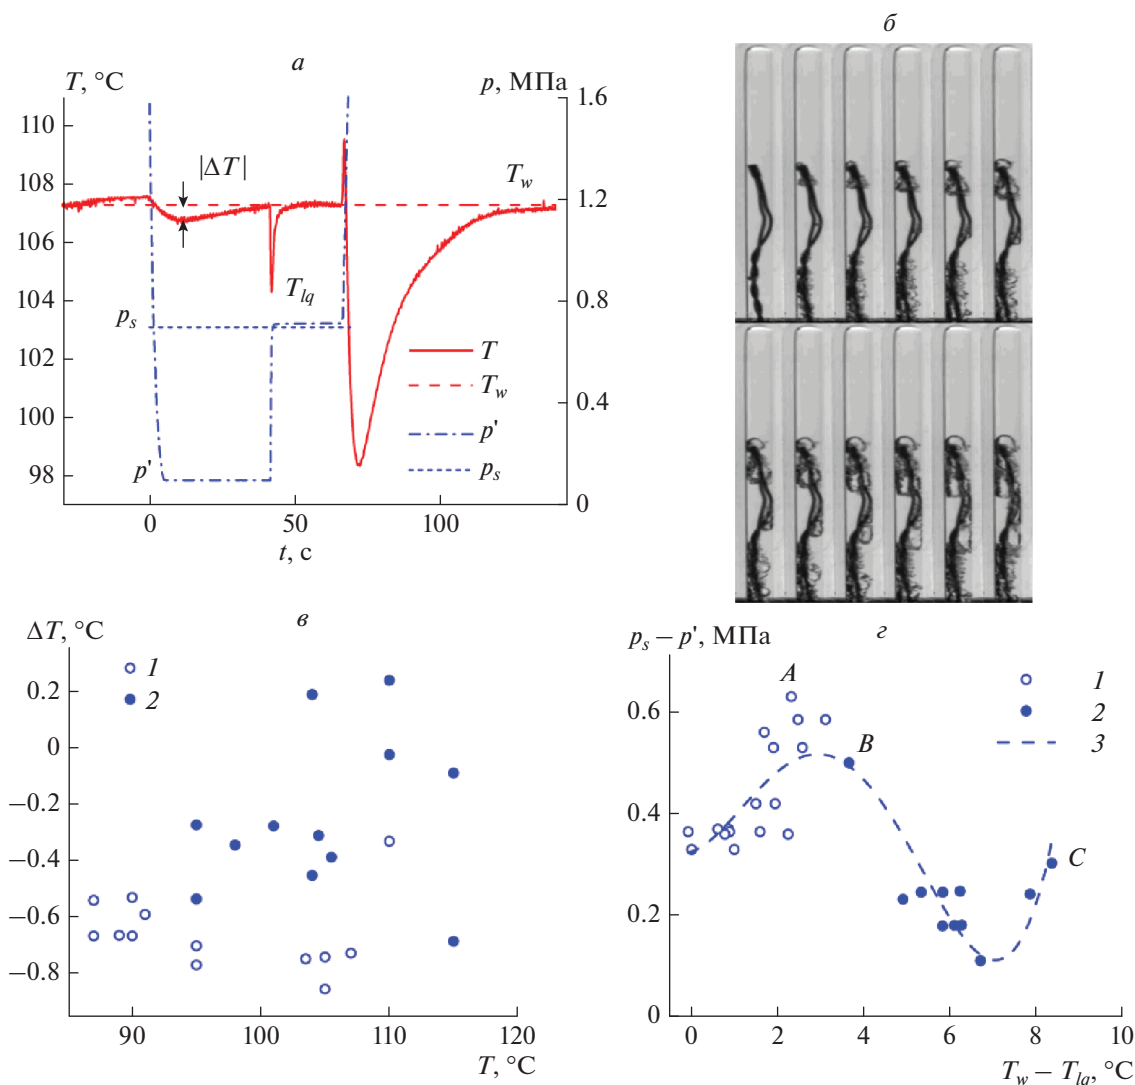 а
T, °C
p, МПа
110
108
106
104
102
100
98
1.6
1.2
0.8
0.4
0
|ΔT|
T_w
T_lq
p_s
p'
T
T_w
p'
p_s
0
50
100
t, с
б
в
ΔT, °C
1
2
0.2
0
−0.2
−0.4
−0.6
−0.8
90
100
110
120
T, °C
г
p_s – p', МПа
A
B
C
1
2
3
0.6
0.4
0.2
0
0
2
4
6
8
10
T_w – T_lq, °C